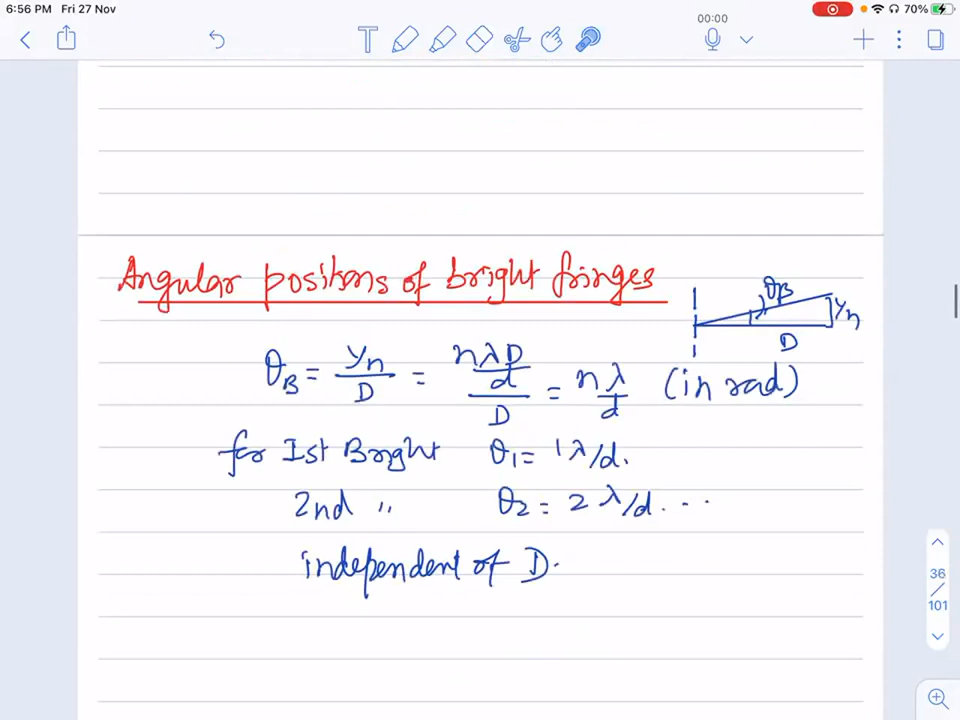 6:56 PM Fri 27 Nov
70%
00:00
T
Angular positions of bright fringes
θB
yn
D
θB = yn/D = (nλD/d)/D = nλ/d (in rad)
for Ist Bright θ1 = 1λ/d.
2nd " θ2 = 2λ/d. ...
independent of D.
36
/
101